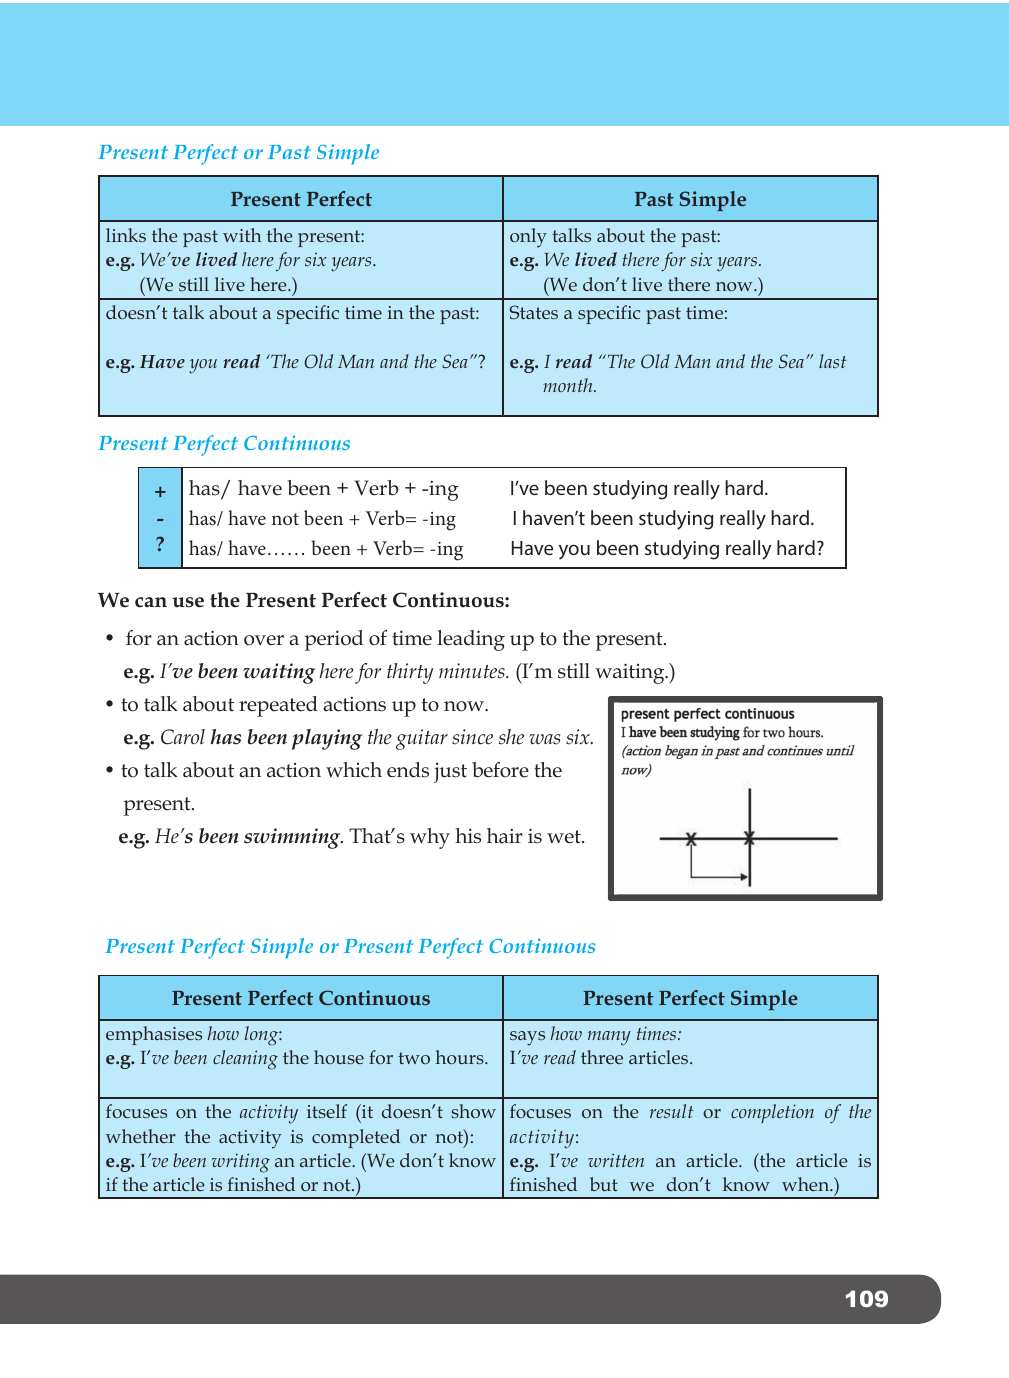 Present Perfect or Past Simple
Present Perfect
Past Simple
links the past with the present:
e.g. We've lived here for six years.
(We still live here.)
only talks about the past:
e.g. We lived there for six years.
(We don't live there now.)
doesn't talk about a specific time in the past:
e.g. Have you read 'The Old Man and the Sea"?
States a specific past time:
e.g. I read "The Old Man and the Sea" last
month.
Present Perfect Continuous
+ has/ have been + Verb + -ing I've been studying really hard.
- has/ have not been + Verb= -ing I haven't been studying really hard.
? has/ have…… been + Verb= -ing Have you been studying really hard?
We can use the Present Perfect Continuous:
• for an action over a period of time leading up to the present.
e.g. I've been waiting here for thirty minutes. (I'm still waiting.)
• to talk about repeated actions up to now.
e.g. Carol has been playing the guitar since she was six.
• to talk about an action which ends just before the
present.
e.g. He's been swimming. That's why his hair is wet.
present perfect continuous
I have been studying for two hours.
(action began in past and continues until
now)
x x
Present Perfect Simple or Present Perfect Continuous
Present Perfect Continuous
Present Perfect Simple
emphasises how long:
e.g. I've been cleaning the house for two hours.
says how many times:
I've read three articles.
focuses on the activity itself (it doesn't show
whether the activity is completed or not):
e.g. I've been writing an article. (We don't know
if the article is finished or not.)
focuses on the result or completion of the
activity:
e.g. I've written an article. (the article is
finished but we don't know when.)
109